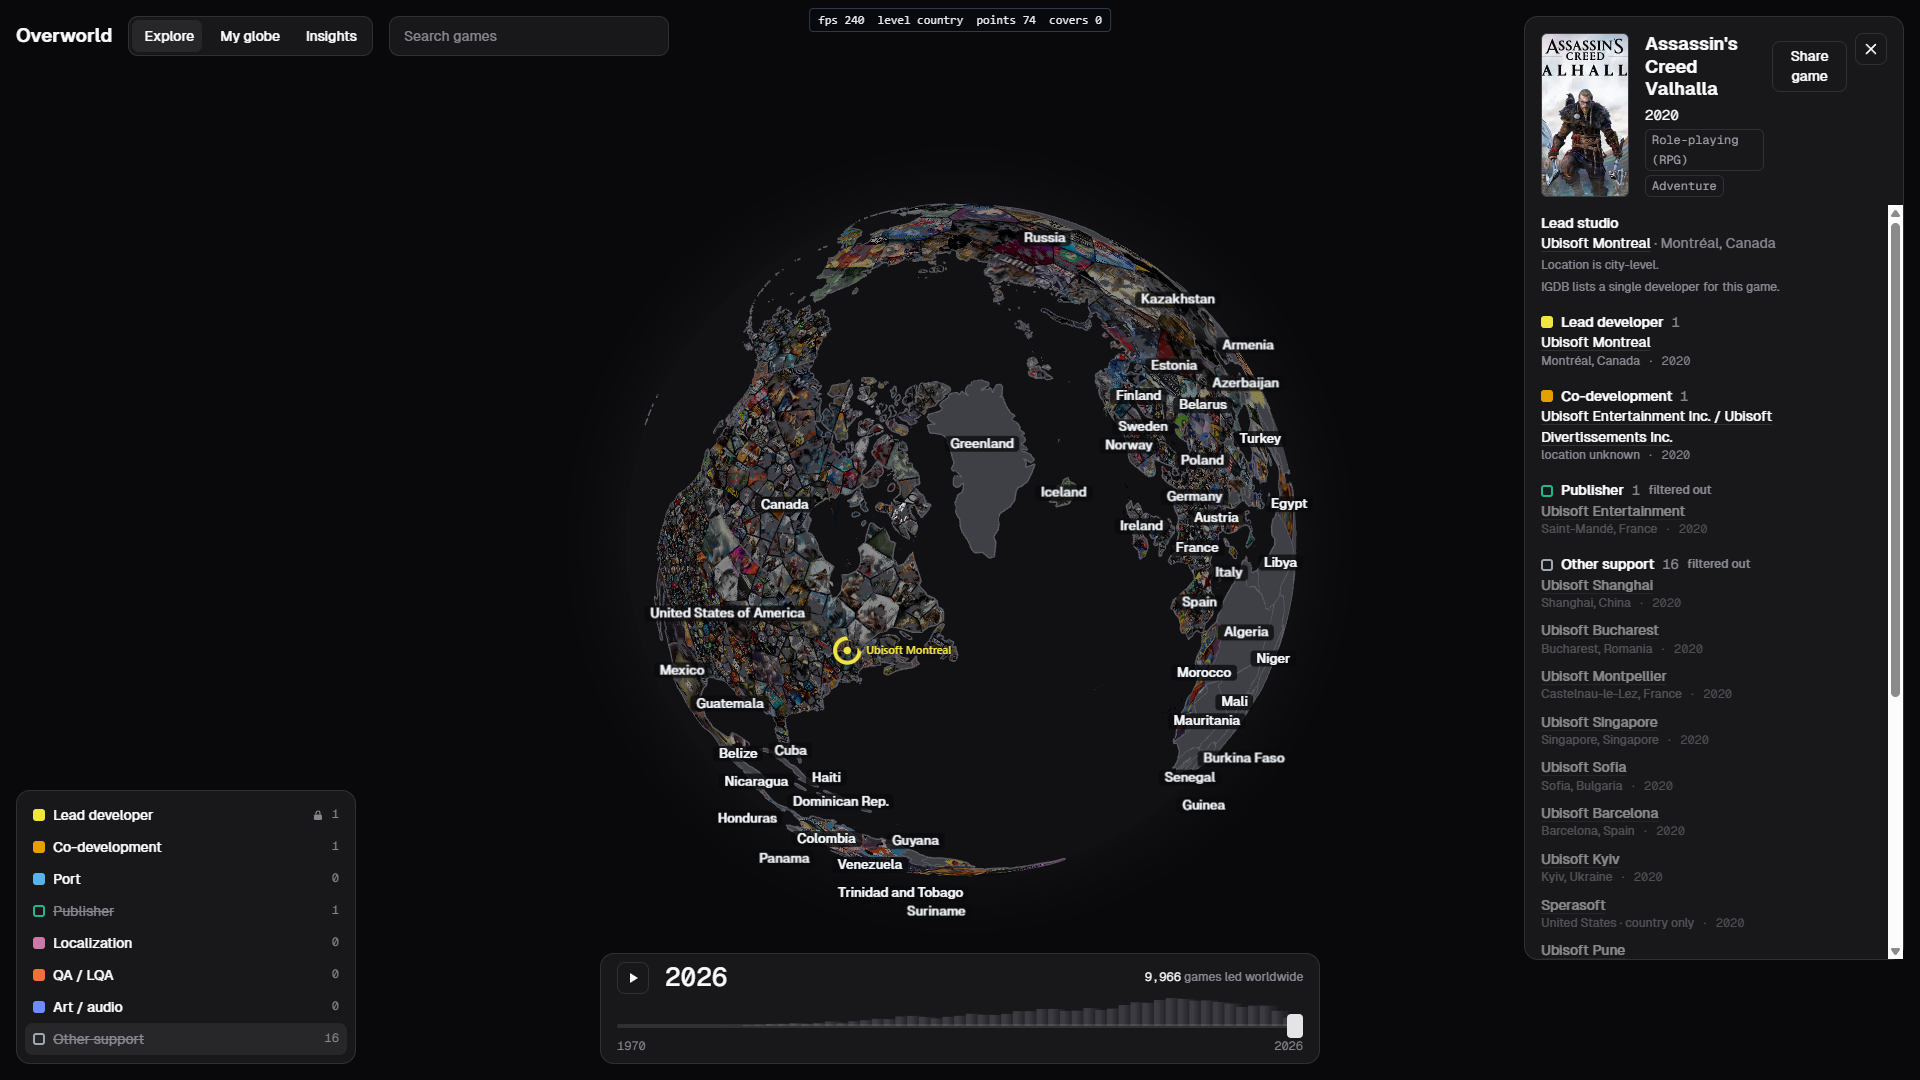 Overworld
Explore
My globe
Insights
Search games
fps 240 level country points 74 covers 0
ASSASSIN'S
CREED
ALHALL
Assassin's
Creed
Valhalla
2020
Role-playing
(RPG)
Adventure
Share
game
Lead studio
Ubisoft Montreal · Montréal, Canada
Location is city-level.
IGDB lists a single developer for this game.
Lead developer 1
Ubisoft Montreal
Montréal, Canada · 2020
Co-development 1
Ubisoft Entertainment Inc. / Ubisoft
Divertissements Inc.
location unknown · 2020
Publisher 1 filtered out
Ubisoft Entertainment
Saint-Mandé, France · 2020
Other support 16 filtered out
Ubisoft Shanghai
Shanghai, China · 2020
Ubisoft Bucharest
Bucharest, Romania · 2020
Ubisoft Montpellier
Castelnau-le-Lez, France · 2020
Ubisoft Singapore
Singapore, Singapore · 2020
Ubisoft Sofia
Sofia, Bulgaria · 2020
Ubisoft Barcelona
Barcelona, Spain · 2020
Ubisoft Kyiv
Kyiv, Ukraine · 2020
Sperasoft
United States · country only · 2020
Ubisoft Pune
Russia
Kazakhstan
Armenia
Estonia
Azerbaijan
Finland
Belarus
Sweden
Turkey
Norway
Greenland
Poland
Iceland
Germany
Egypt
Canada
Austria
Ireland
France
Libya
Italy
Spain
United States of America
Algeria
Ubisoft Montreal
Niger
Mexico
Morocco
Mali
Guatemala
Mauritania
Belize
Cuba
Burkina Faso
Nicaragua
Haiti
Senegal
Dominican Rep.
Guinea
Honduras
Colombia
Guyana
Panama
Venezuela
Trinidad and Tobago
Suriname
Lead developer 1
Co-development 1
Port 0
Publisher 1
Localization 0
QA / LQA 0
Art / audio 0
Other support 16
2026
9,966 games led worldwide
1970
2026